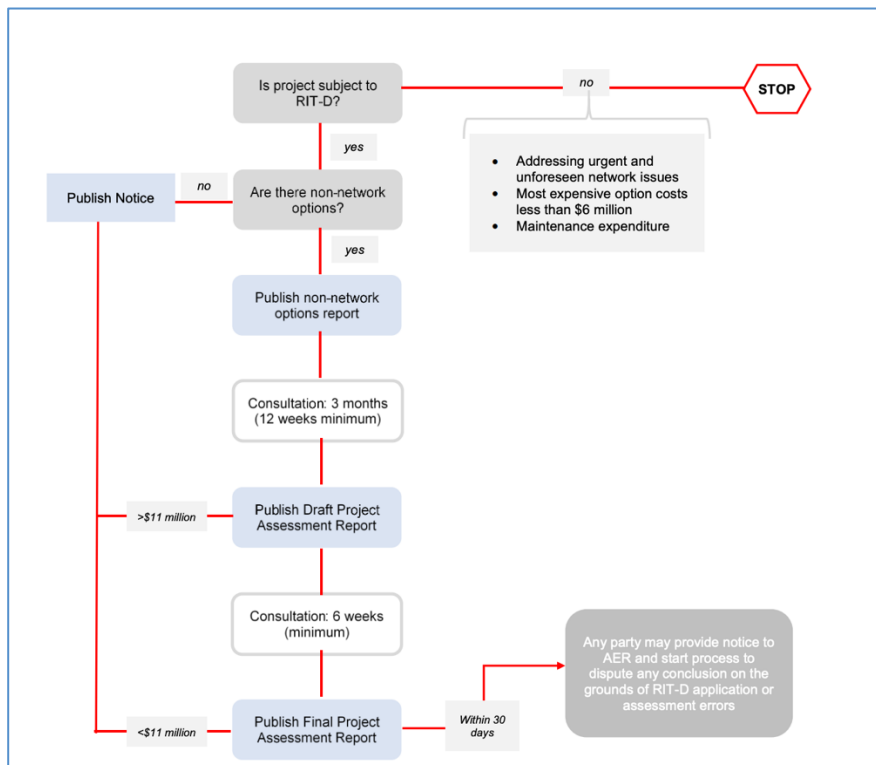 Is project subject to
RIT-D?
no
STOP
yes
• Addressing urgent and
unforeseen network issues
• Most expensive option costs
less than $6 million
• Maintenance expenditure
Publish Notice
no
Are there non-network
options?
yes
Publish non-network
options report
Consultation: 3 months
(12 weeks minimum)
>$11 million
Publish Draft Project
Assessment Report
Consultation: 6 weeks
(minimum)
Any party may provide notice to
AER and start process to
dispute any conclusion on the
grounds of RIT-D application or
assessment errors
<$11 million
Publish Final Project
Assessment Report
Within 30
days